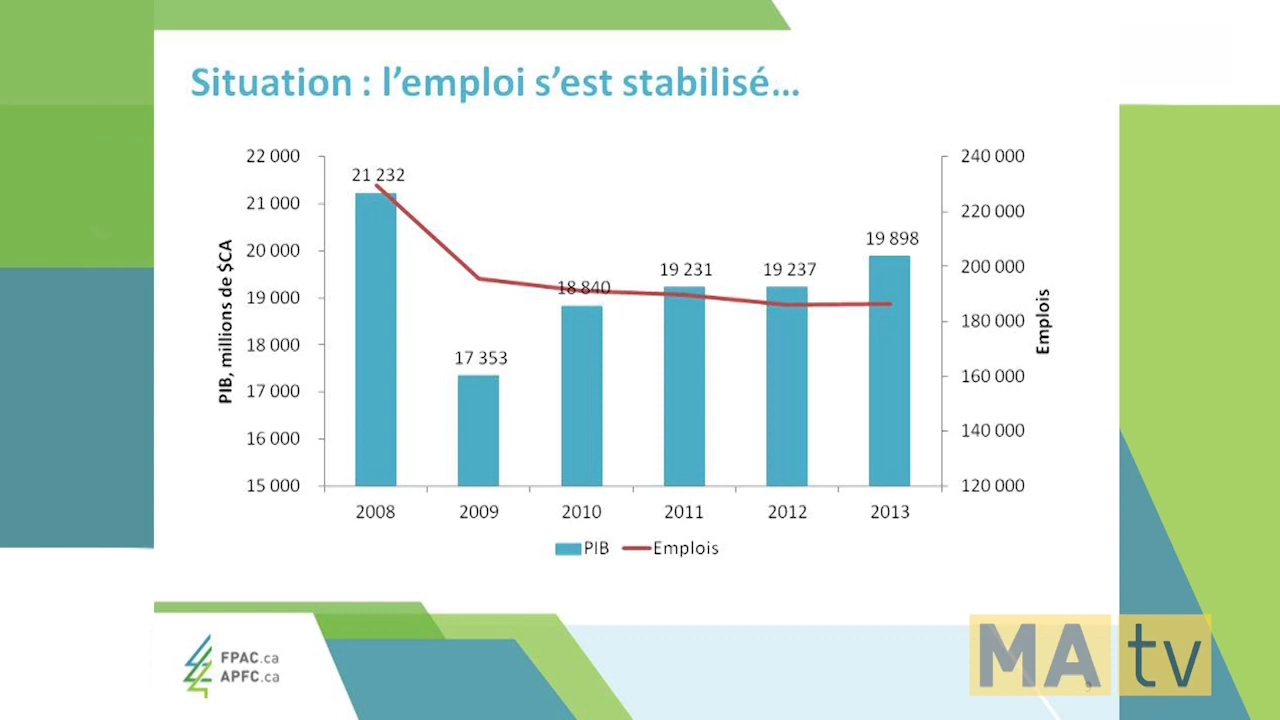 Situation : l’emploi s’est stabilisé…
22 000
21 000
20 000
19 000
18 000
17 000
16 000
15 000
PIB, millions de $CA
21 232
17 353
18 840
19 231
19 237
19 898
240 000
220 000
200 000
180 000
160 000
140 000
120 000
Emplois
2008 2009 2010 2011 2012 2013
PIB Emplois
FPAC.ca
APFC.ca
MAtv
9